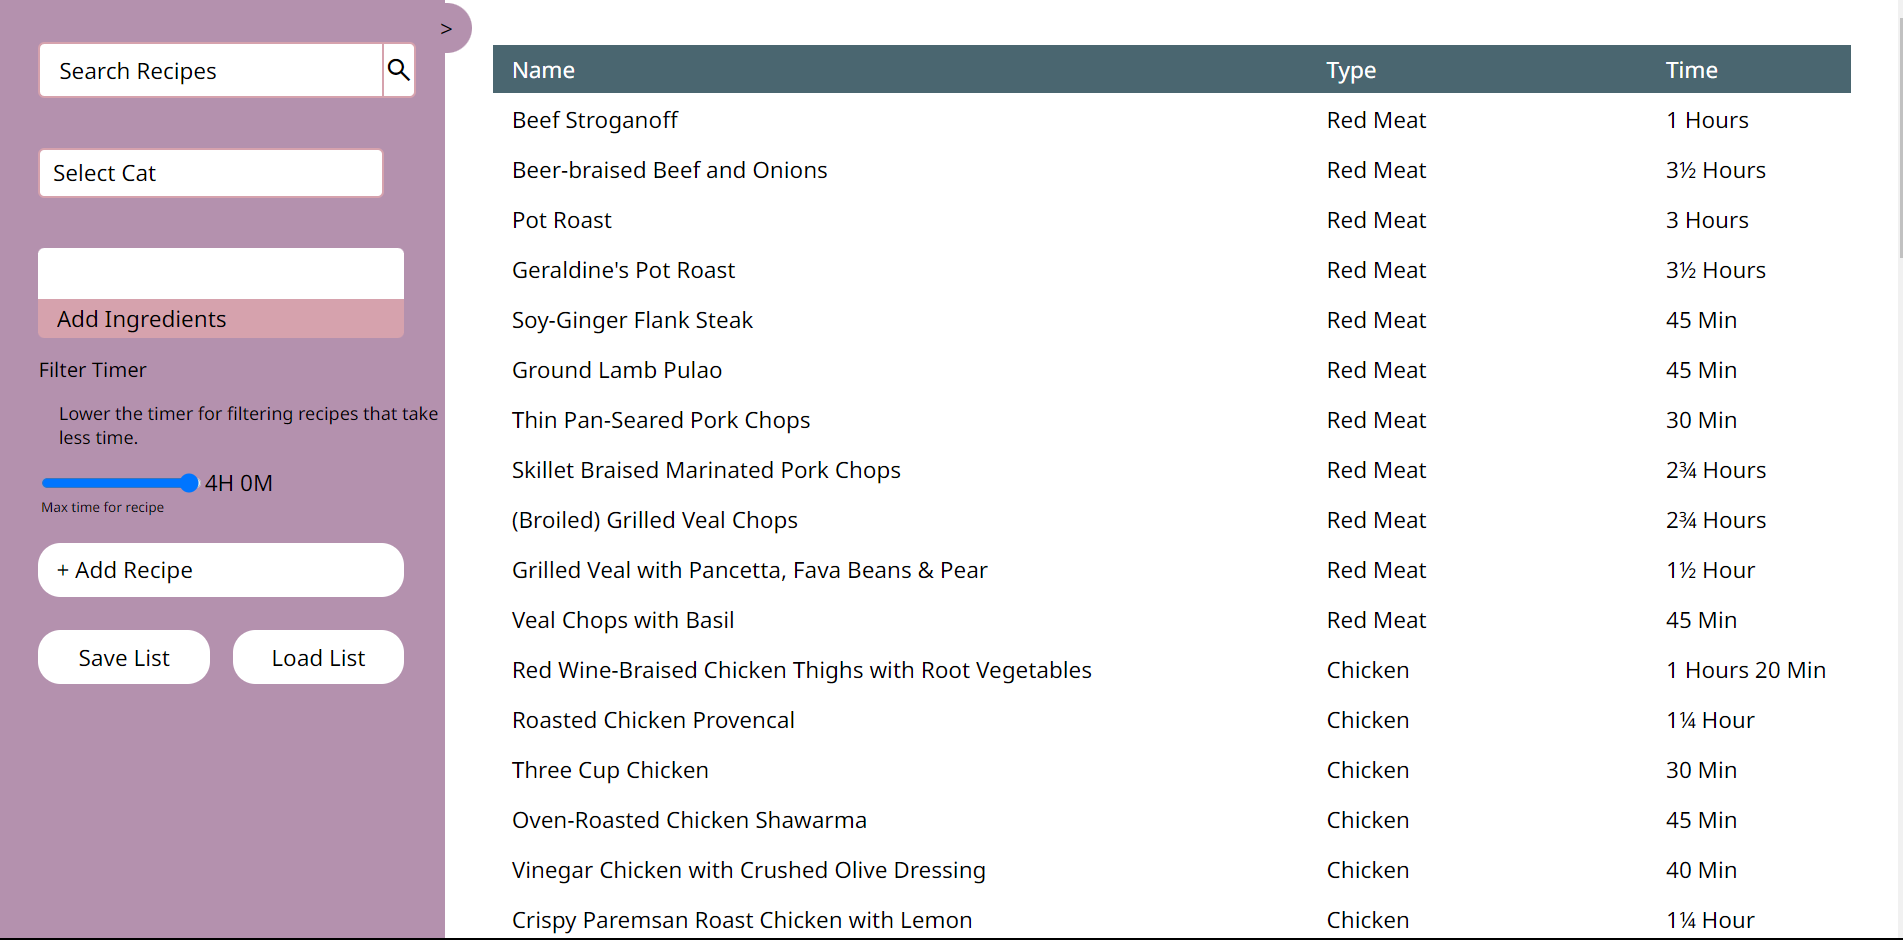 >
Search Recipes
Select Cat
Add Ingredients
Filter Timer
Lower the timer for filtering recipes that take
less time.
4H 0M
Max time for recipe
+ Add Recipe
Save List Load List
Name Type Time
Beef Stroganoff Red Meat 1 Hours
Beer-braised Beef and Onions Red Meat 3½ Hours
Pot Roast Red Meat 3 Hours
Geraldine's Pot Roast Red Meat 3½ Hours
Soy-Ginger Flank Steak Red Meat 45 Min
Ground Lamb Pulao Red Meat 45 Min
Thin Pan-Seared Pork Chops Red Meat 30 Min
Skillet Braised Marinated Pork Chops Red Meat 2¾ Hours
(Broiled) Grilled Veal Chops Red Meat 2¾ Hours
Grilled Veal with Pancetta, Fava Beans & Pear Red Meat 1½ Hour
Veal Chops with Basil Red Meat 45 Min
Red Wine-Braised Chicken Thighs with Root Vegetables Chicken 1 Hours 20 Min
Roasted Chicken Provencal Chicken 1¼ Hour
Three Cup Chicken Chicken 30 Min
Oven-Roasted Chicken Shawarma Chicken 45 Min
Vinegar Chicken with Crushed Olive Dressing Chicken 40 Min
Crispy Paremsan Roast Chicken with Lemon Chicken 1¼ Hour